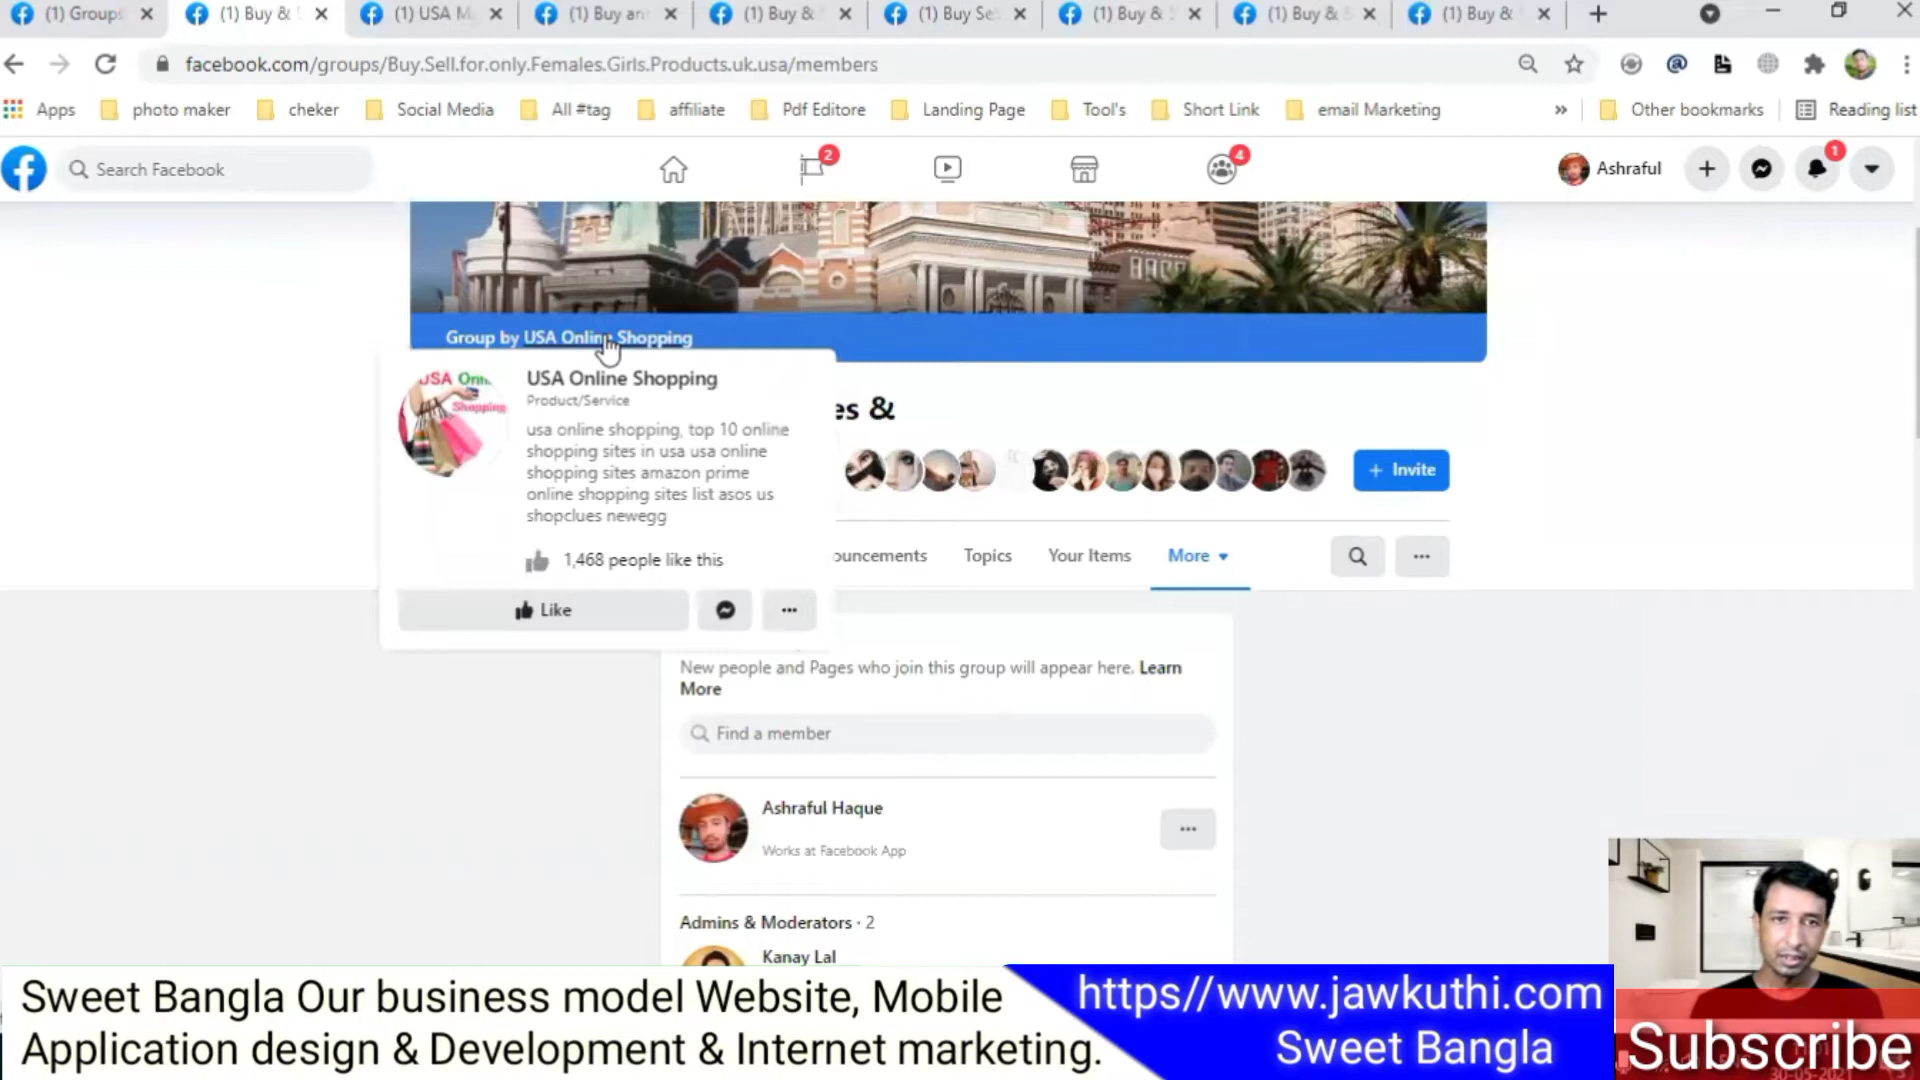 (1) Groups
(1) Buy &
(1) USA M
(1) Buy an
(1) Buy &
(1) Buy Se
(1) Buy &
(1) Buy &
(1) Buy &
facebook.com/groups/Buy.Sell.for.only.Females.Girls.Products.uk.usa/members
Apps
photo maker
cheker
Social Media
All #tag
affiliate
Pdf Editore
Landing Page
Tool's
Short Link
email Marketing
»
Other bookmarks
Reading list
Search Facebook
2
4
Ashraful
1
Group by USA Online Shopping
USA Online Shopping
Product/Service
usa online shopping, top 10 online
shopping sites in usa usa online
shopping sites amazon prime
online shopping sites list asos us
shopclues newegg
1,468 people like this
Like
es &
+ Invite
ouncements
Topics
Your Items
More
New people and Pages who join this group will appear here. Learn
More
Find a member
Ashraful Haque
Works at Facebook App
Admins & Moderators · 2
Kanay Lal
Sweet Bangla Our business model Website, Mobile
Application design & Development & Internet marketing.
https//www.jawkuthi.com
Sweet Bangla
Subscribe